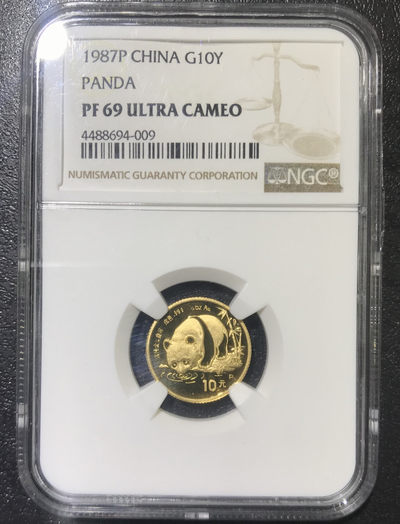 1987P CHINA G10Y
PANDA
PF 69 ULTRA CAMEO
4488694-009
NUMISMATIC GUARANTY CORPORATION
NGC®
10元
P